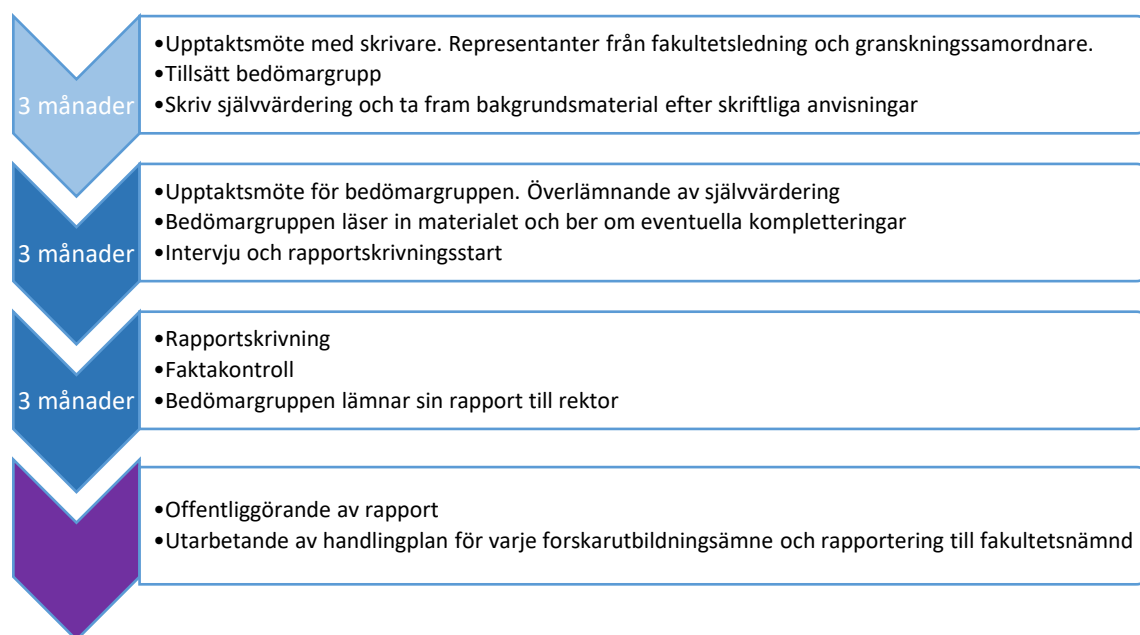 3 månader
•Upptaktsmöte med skrivare. Representanter från fakultetsledning och granskningssamordnare.
•Tillsätt bedömargrupp
•Skriv självvärdering och ta fram bakgrundsmaterial efter skriftliga anvisningar
3 månader
•Upptaktsmöte för bedömargruppen. Överlämnande av självvärdering
•Bedömargruppen läser in materialet och ber om eventuella kompletteringar
•Intervju och rapportskrivningsstart
3 månader
•Rapportskrivning
•Faktakontroll
•Bedömargruppen lämnar sin rapport till rektor
•Offentliggörande av rapport
•Utarbetande av handlingplan för varje forskarutbildningsämne och rapportering till fakultetsnämnd